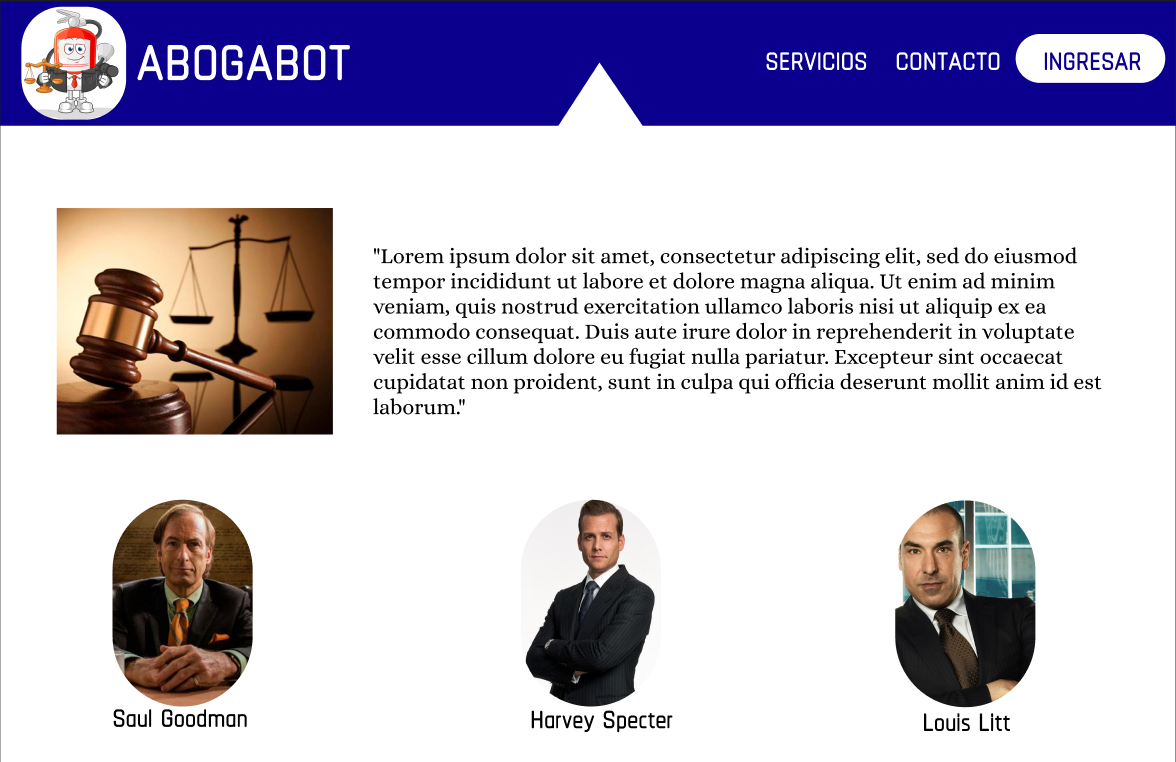 ABOGABOT
SERVICIOS
CONTACTO
INGRESAR
"Lorem ipsum dolor sit amet, consectetur adipiscing elit, sed do eiusmod
tempor incididunt ut labore et dolore magna aliqua. Ut enim ad minim
veniam, quis nostrud exercitation ullamco laboris nisi ut aliquip ex ea
commodo consequat. Duis aute irure dolor in reprehenderit in voluptate
velit esse cillum dolore eu fugiat nulla pariatur. Excepteur sint occaecat
cupidatat non proident, sunt in culpa qui officia deserunt mollit anim id est
laborum."
Saul Goodman
Harvey Specter
Louis Litt